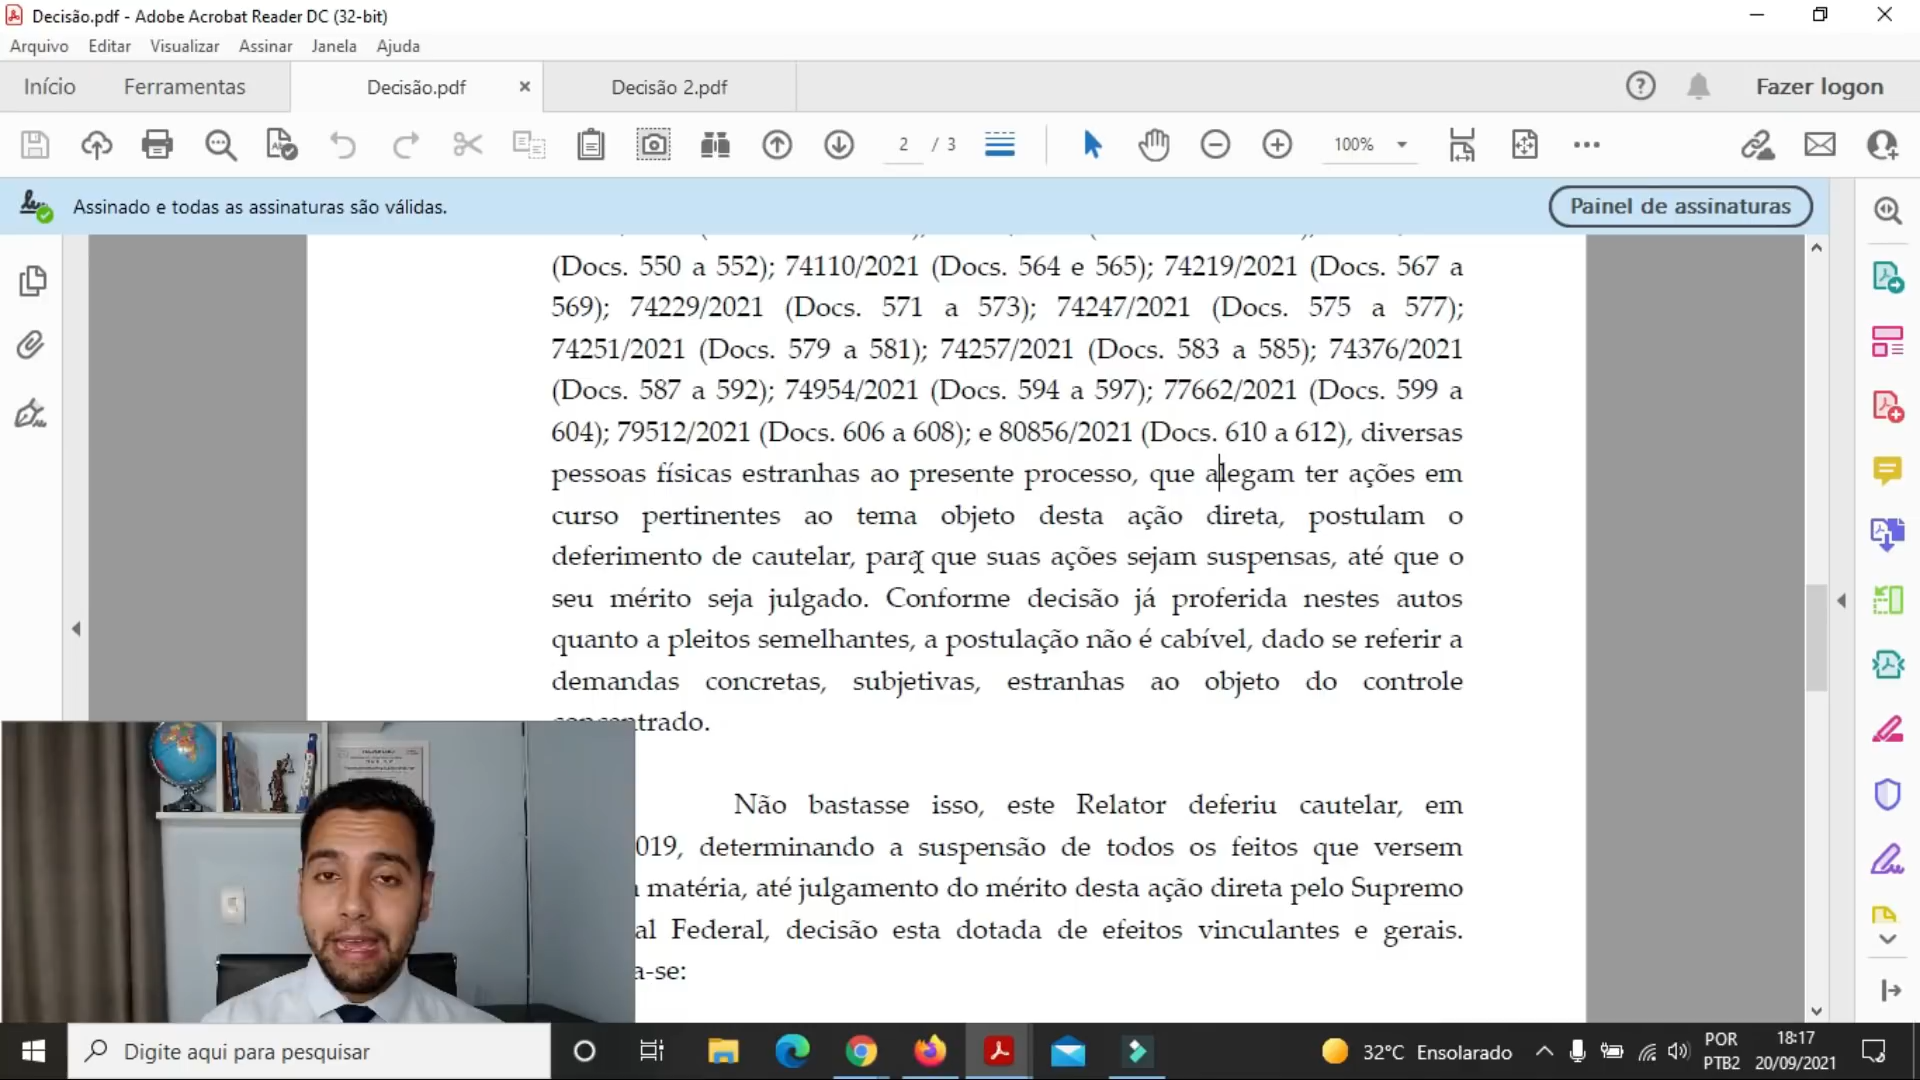 Decisão.pdf - Adobe Acrobat Reader DC (32-bit)
Arquivo Editar Visualizar Assinar Janela Ajuda
Início Ferramentas Decisão.pdf Decisão 2.pdf Fazer logon
2 / 3 100%
Assinado e todas as assinaturas são válidas. Painel de assinaturas
(Docs. 550 a 552); 74110/2021 (Docs. 564 e 565); 74219/2021 (Docs. 567 a
569); 74229/2021 (Docs. 571 a 573); 74247/2021 (Docs. 575 a 577);
74251/2021 (Docs. 579 a 581); 74257/2021 (Docs. 583 a 585); 74376/2021
(Docs. 587 a 592); 74954/2021 (Docs. 594 a 597); 77662/2021 (Docs. 599 a
604); 79512/2021 (Docs. 606 a 608); e 80856/2021 (Docs. 610 a 612), diversas
pessoas físicas estranhas ao presente processo, que alegam ter ações em
curso pertinentes ao tema objeto desta ação direta, postulam o
deferimento de cautelar, para que suas ações sejam suspensas, até que o
seu mérito seja julgado. Conforme decisão já proferida nestes autos
quanto a pleitos semelhantes, a postulação não é cabível, dado se referir a
demandas concretas, subjetivas, estranhas ao objeto do controle
trado.
Não bastasse isso, este Relator deferiu cautelar, em
019, determinando a suspensão de todos os feitos que versem
matéria, até julgamento do mérito desta ação direta pelo Supremo
al Federal, decisão esta dotada de efeitos vinculantes e gerais.
a-se:
Digite aqui para pesquisar
32°C Ensolarado
POR
PTB2
18:17
20/09/2021